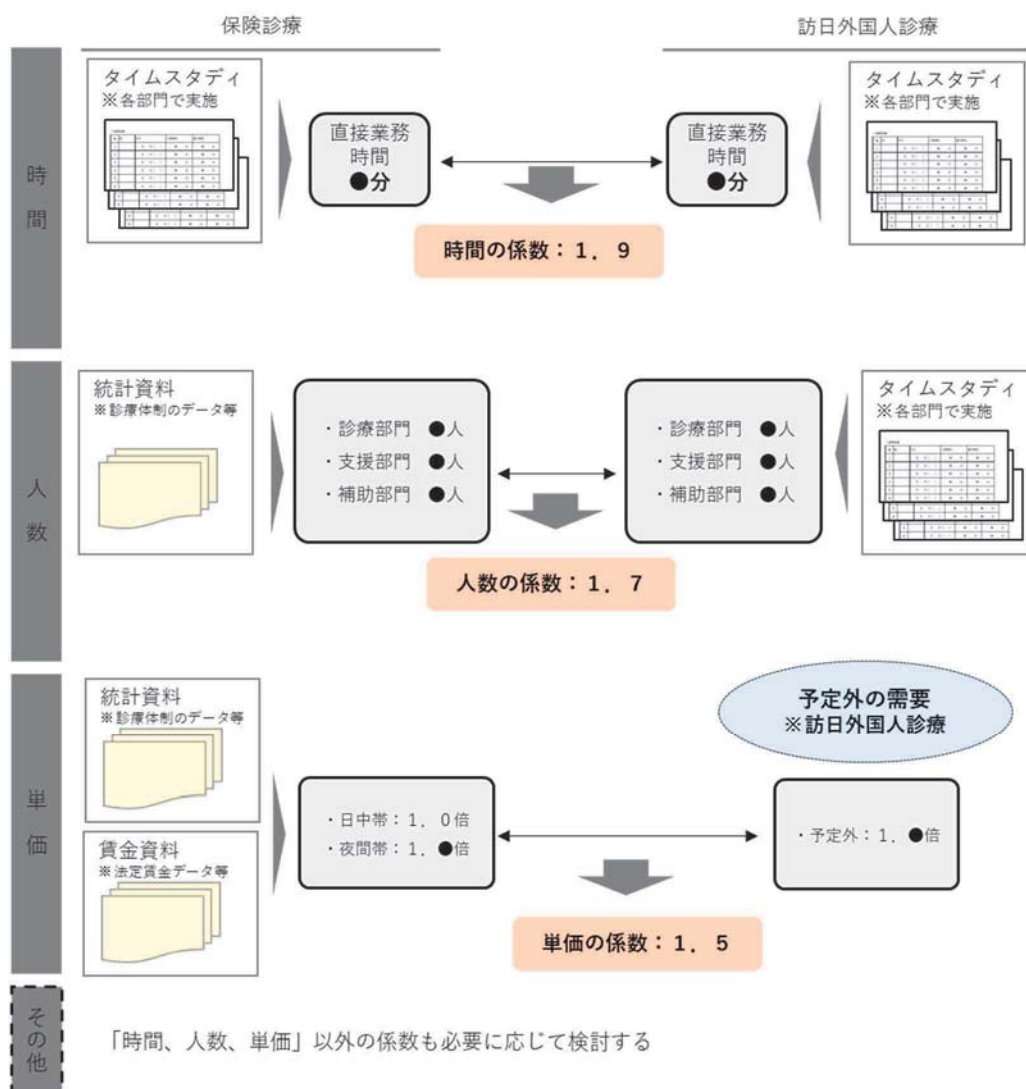 保険診療
訪日外国人診療
時間
タイムスタディ
※各部門で実施
直接業務
時間
●分
直接業務
時間
●分
タイムスタディ
※各部門で実施
時間の係数：１．９
人数
統計資料
※診療体制のデータ等
・診療部門 ●人
・支援部門 ●人
・補助部門 ●人
・診療部門 ●人
・支援部門 ●人
・補助部門 ●人
タイムスタディ
※各部門で実施
人数の係数：１．７
単価
統計資料
※診療体制のデータ等
賃金資料
※法定賃金データ等
・日中帯：１．０倍
・夜間帯：１．●倍
予定外の需要
※訪日外国人診療
・予定外：１．●倍
単価の係数：１．５
その他
「時間、人数、単価」以外の係数も必要に応じて検討する